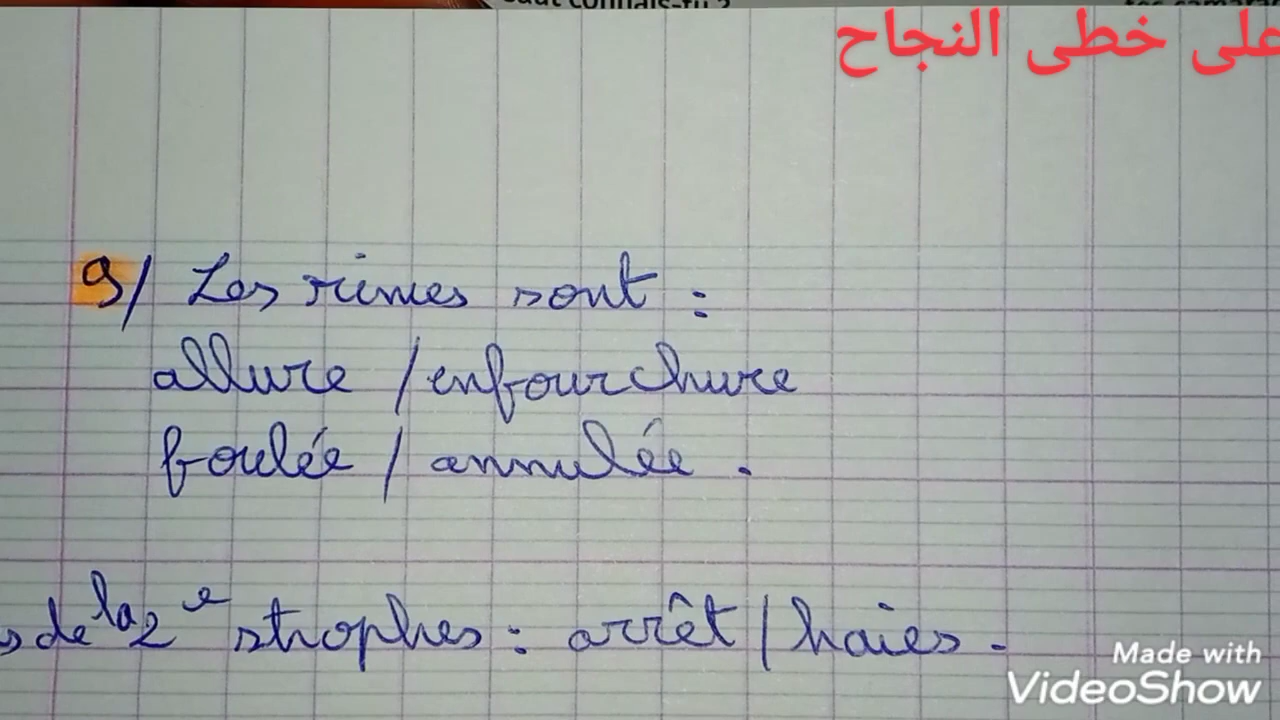 على خطى النجاح
9/ Les rimes sont :
allure / enfourchure
foulée / annulée .
de la 2e strophes : arrêt / haies .
Made with
VideoShow